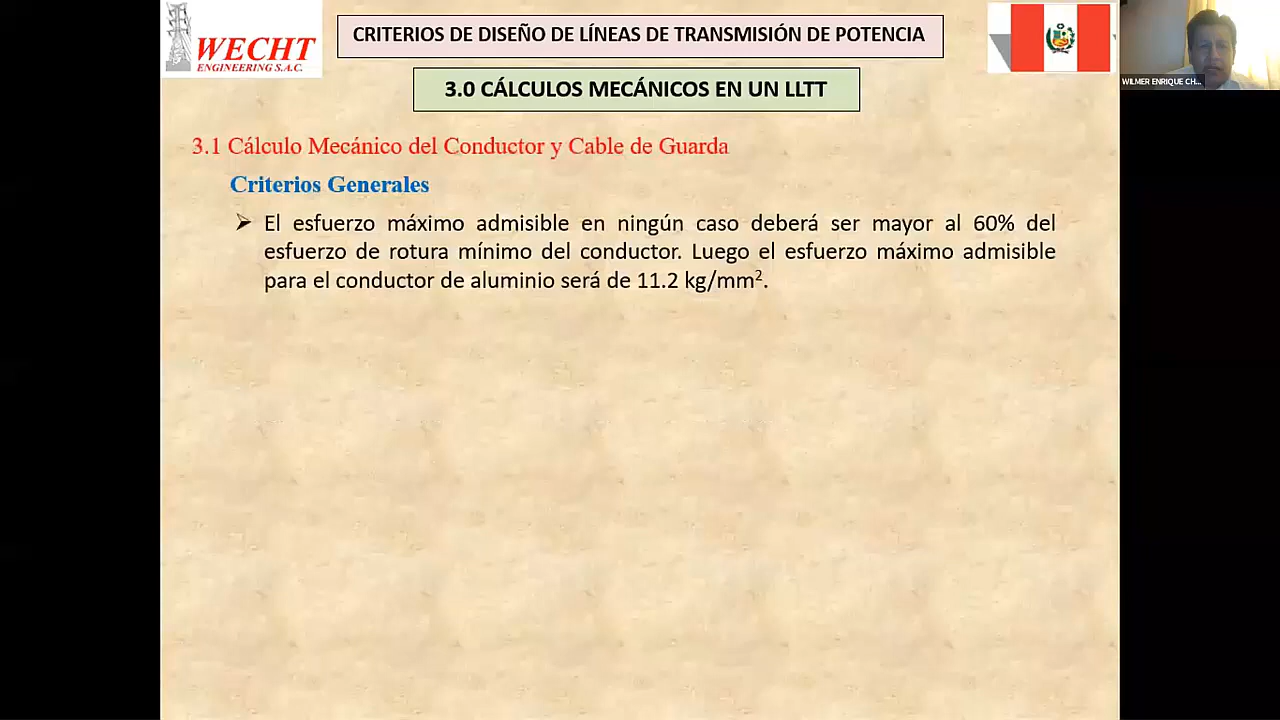 WECHT
ENGINEERING S.A.C.
CRITERIOS DE DISEÑO DE LÍNEAS DE TRANSMISIÓN DE POTENCIA
WILMER ENRIQUE CH...
3.0 CÁLCULOS MECÁNICOS EN UN LLTT
3.1 Cálculo Mecánico del Conductor y Cable de Guarda
Criterios Generales
➢ El esfuerzo máximo admisible en ningún caso deberá ser mayor al 60% del
esfuerzo de rotura mínimo del conductor. Luego el esfuerzo máximo admisible
para el conductor de aluminio será de 11.2 kg/mm².